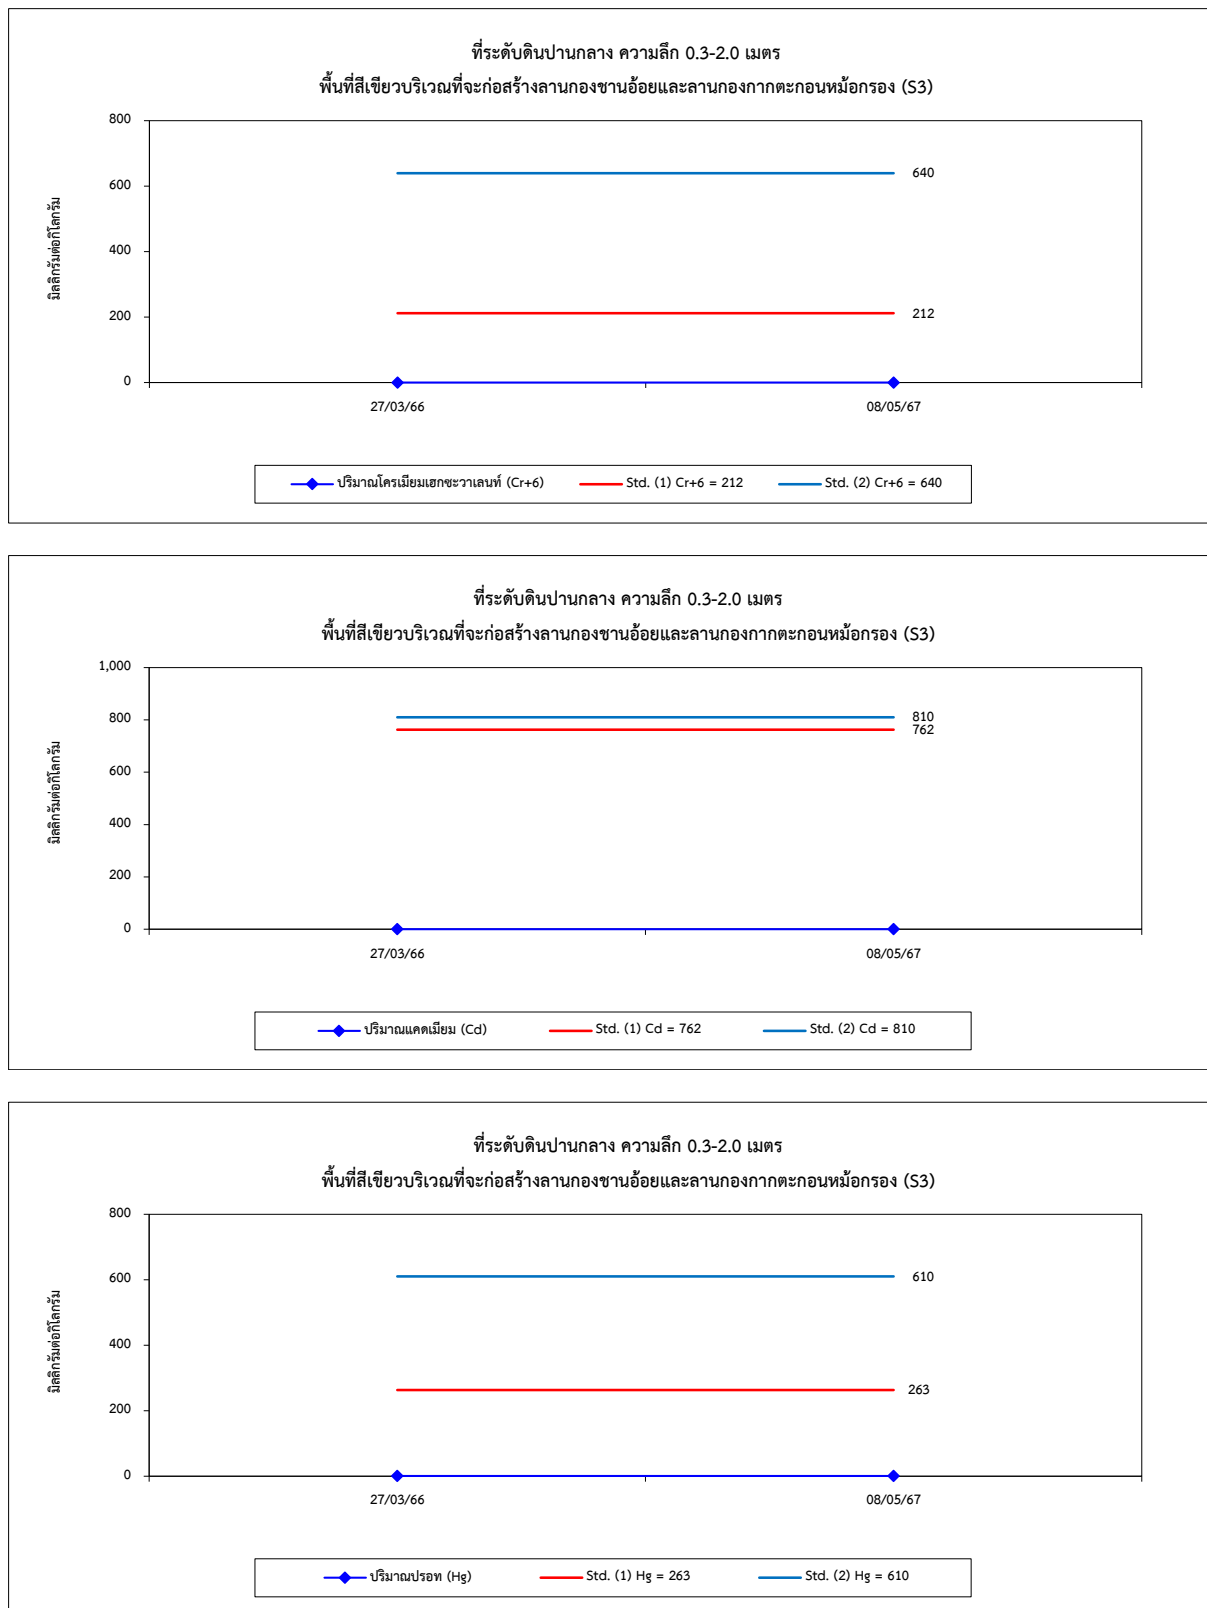 ที่ระดับดินปานกลาง ความลึก 0.3-2.0 เมตร
พื้นที่สีเขียวบริเวณที่จะก่อสร้างลานกองชานอ้อยและลานกองกากตะกอนหม้อกรอง (S3)
มิลลิกรัมต่อกิโลกรัม
800
600
400
200
0
640
212
27/03/66 08/05/67
ปริมาณโครเมียมเฮกซะวาเลนท์ (Cr+6) Std. (1) Cr+6 = 212 Std. (2) Cr+6 = 640
ที่ระดับดินปานกลาง ความลึก 0.3-2.0 เมตร
พื้นที่สีเขียวบริเวณที่จะก่อสร้างลานกองชานอ้อยและลานกองกากตะกอนหม้อกรอง (S3)
มิลลิกรัมต่อกิโลกรัม
1,000
800
600
400
200
0
810
762
27/03/66 08/05/67
ปริมาณแคดเมียม (Cd) Std. (1) Cd = 762 Std. (2) Cd = 810
ที่ระดับดินปานกลาง ความลึก 0.3-2.0 เมตร
พื้นที่สีเขียวบริเวณที่จะก่อสร้างลานกองชานอ้อยและลานกองกากตะกอนหม้อกรอง (S3)
มิลลิกรัมต่อกิโลกรัม
800
600
400
200
0
610
263
27/03/66 08/05/67
ปริมาณปรอท (Hg) Std. (1) Hg = 263 Std. (2) Hg = 610